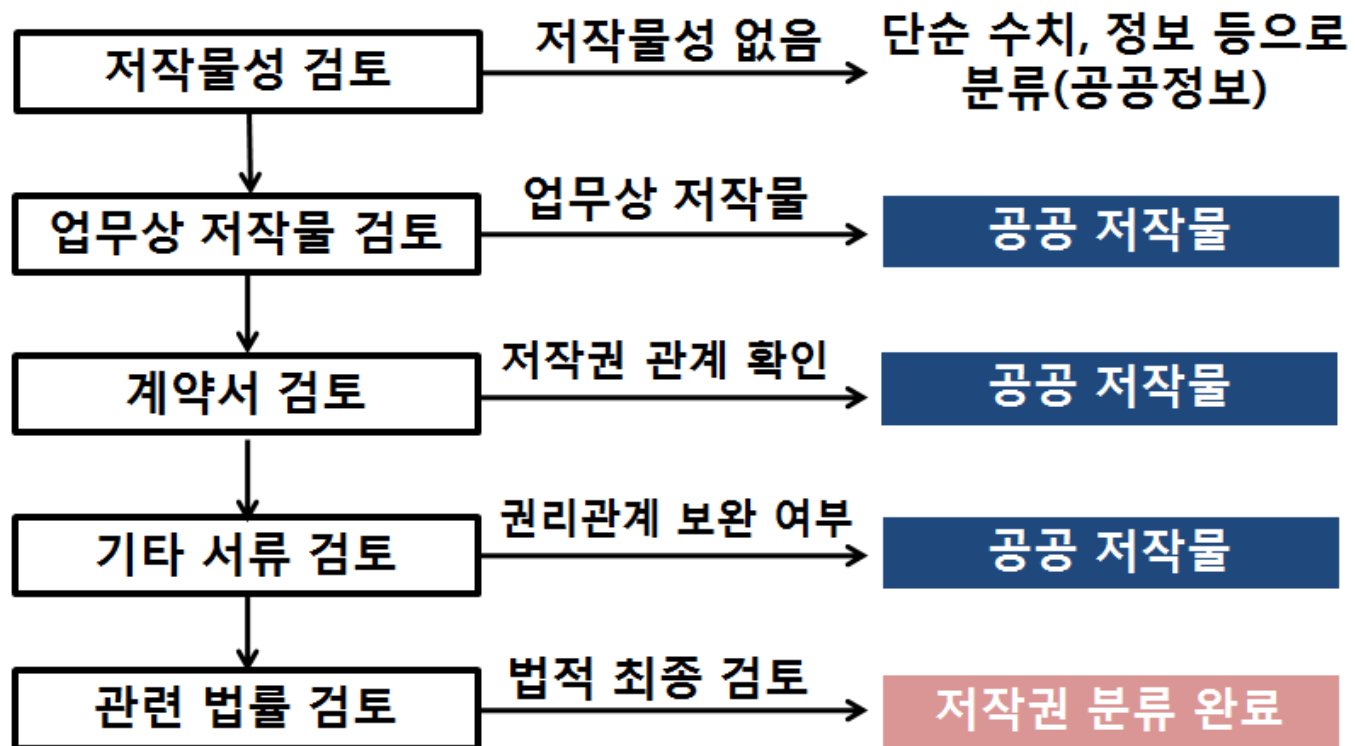 저작물성 검토
저작물성 없음
단순 수치, 정보 등으로
분류(공공정보)
업무상 저작물 검토
업무상 저작물
공공 저작물
계약서 검토
저작권 관계 확인
공공 저작물
기타 서류 검토
권리관계 보완 여부
공공 저작물
관련 법률 검토
법적 최종 검토
저작권 분류 완료